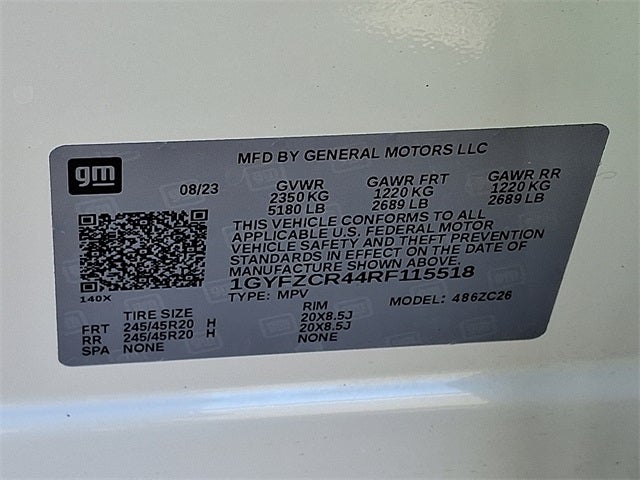 gm
MFD BY GENERAL MOTORS LLC
08/23 GVWR GAWR FRT GAWR RR
2350 KG 1220 KG 1220 KG
5180 LB 2689 LB 2689 LB
THIS VEHICLE CONFORMS TO ALL
APPLICABLE U.S. FEDERAL MOTOR
VEHICLE SAFETY AND THEFT PREVENTION
STANDARDS IN EFFECT ON THE DATE OF
MANUFACTURE SHOWN ABOVE.
1GYFZCR44RF115518
140X TYPE: MPV MODEL: 486ZC26
TIRE SIZE RIM
FRT 245/45R20 H 20X8.5J
RR 245/45R20 H 20X8.5J
SPA NONE NONE